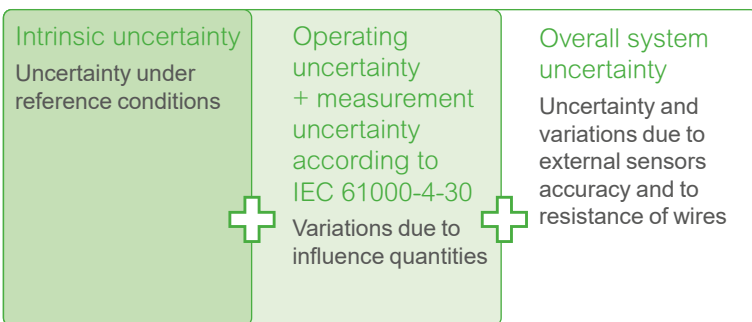 Intrinsic uncertainty
Uncertainty under
reference conditions
Operating
uncertainty
+ measurement
uncertainty
according to
IEC 61000-4-30
Variations due to
influence quantities
Overall system
uncertainty
Uncertainty and
variations due to
external sensors
accuracy and to
resistance of wires